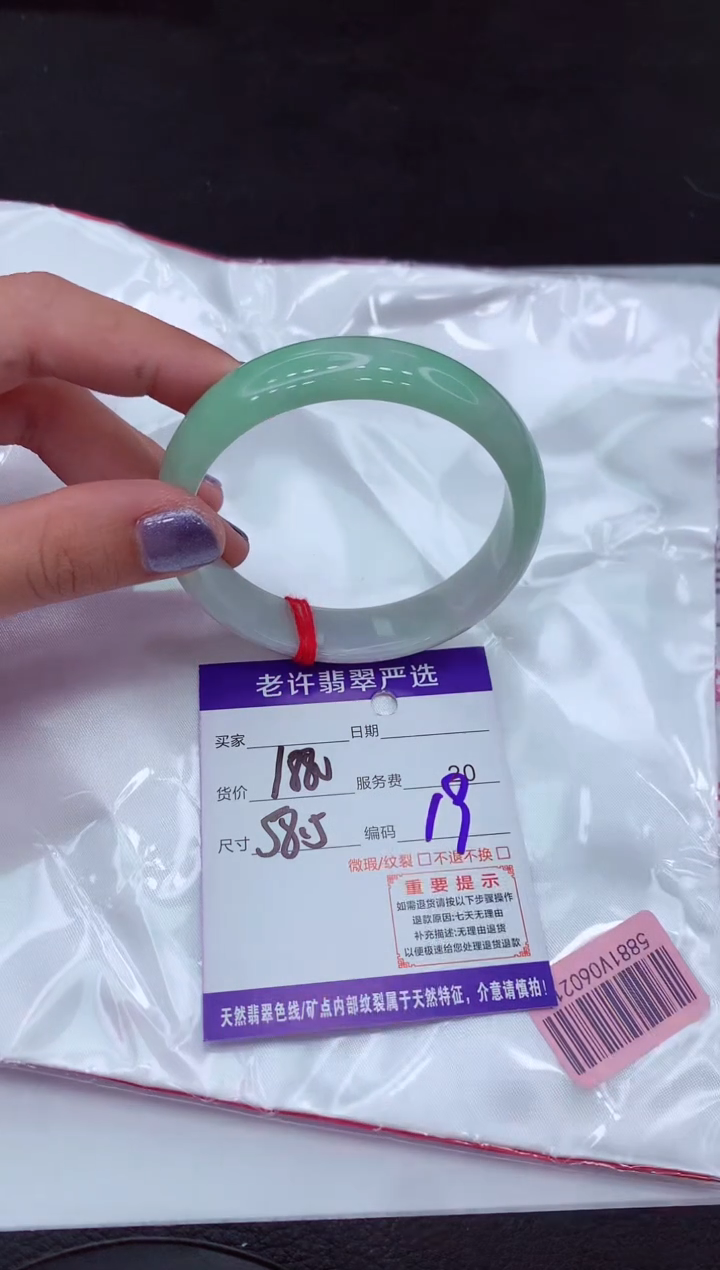 老许翡翠严选
买家 日期
货价 1880 服务费 20
尺寸 58.5 编码 19
微瑕/纹裂 □ 不退不换 □
重要提示
如需退货请按以下步骤操作
退款原因:七天无理由
补充描述:无理由退货
以便极速给您处理退货退款
天然翡翠色线/矿点内部纹裂属于天然特征，介意请慎拍！